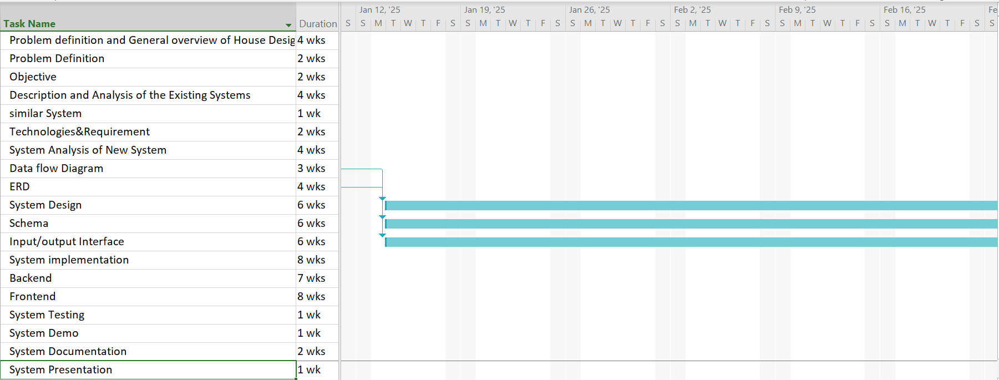 Jan 12, '25 Jan 19, '25 Jan 26, '25 Feb 2, '25 Feb 9, '25 Feb 16, '25 Fe
Task Name Duration S S M T W T F S S M T W T F S S M T W T F S S M T W T F S S M T W T F S S M T W T F S S
Problem definition and General overview of House Desig 4 wks
Problem Definition 2 wks
Objective 2 wks
Description and Analysis of the Existing Systems 4 wks
similar System 1 wk
Technologies&Requirement 2 wks
System Analysis of New System 4 wks
Data flow Diagram 3 wks
ERD 4 wks
System Design 6 wks
Schema 6 wks
Input/output Interface 6 wks
System implementation 8 wks
Backend 7 wks
Frontend 8 wks
System Testing 1 wk
System Demo 1 wk
System Documentation 2 wks
System Presentation 1 wk